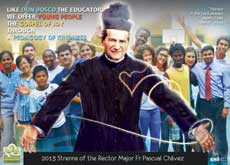 LIKE DON BOSCO THE EDUCATOR
WE OFFER YOUNG PEOPLE
THE GOSPEL OF JOY
THROUGH
A PEDAGOGY OF KINDNESS
2013 Strenna of the Rector Major Fr Pascual Chávez